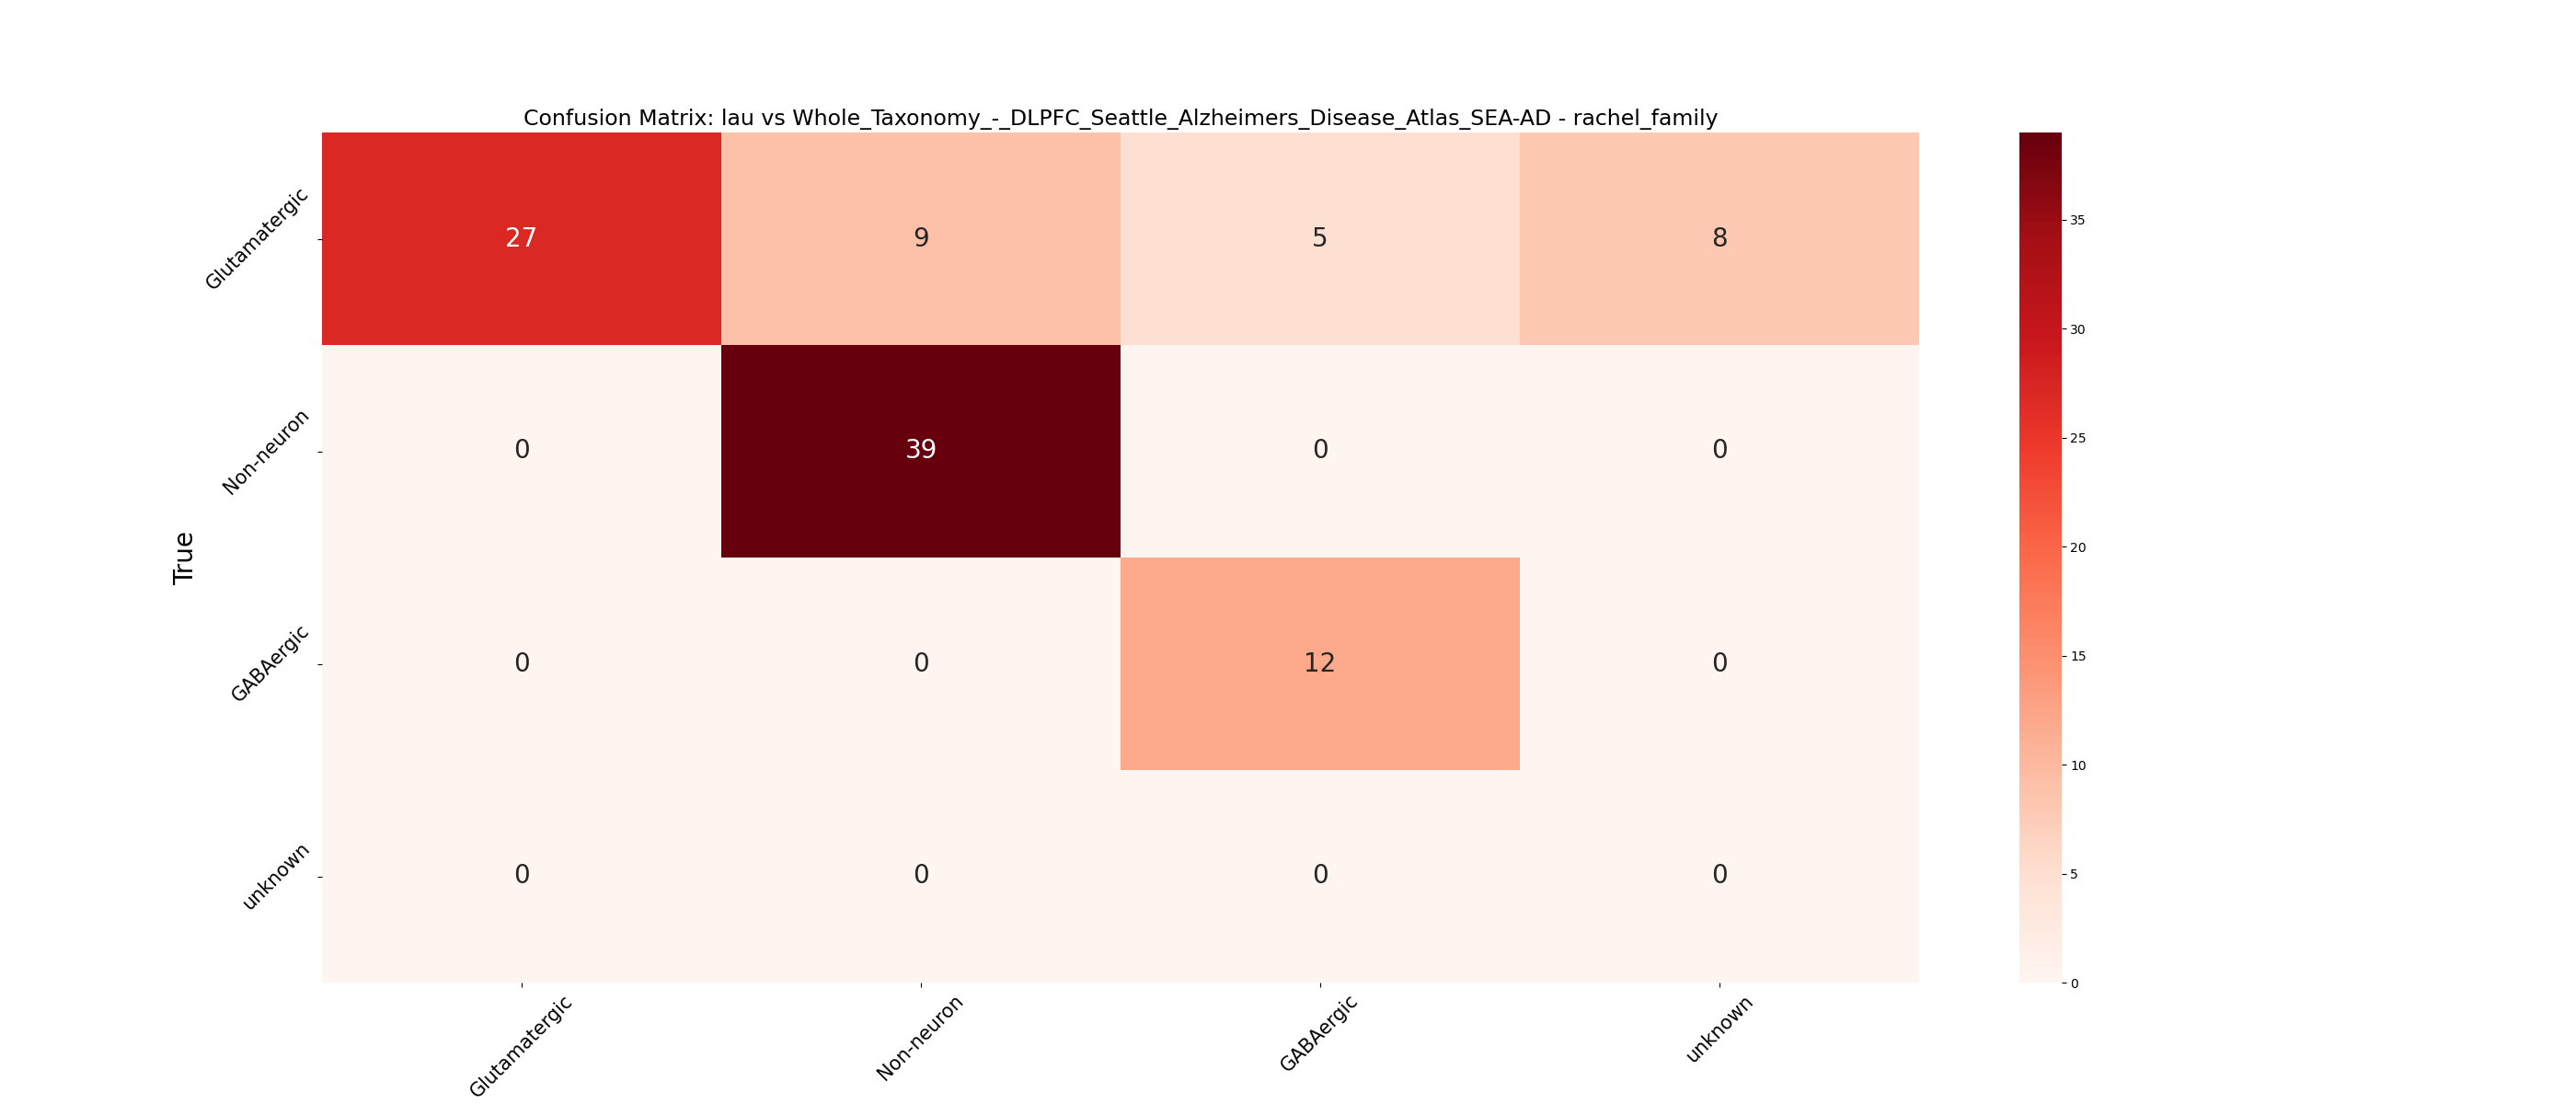 Confusion Matrix: lau vs Whole_Taxonomy_-_DLPFC_Seattle_Alzheimers_Disease_Atlas_SEA-AD - rachel_family
Glutamatergic
27
9
5
8
Non-neuron
0
39
0
0
GABAergic
0
0
12
0
unknown
0
0
0
0
True
Glutamatergic
Non-neuron
GABAergic
unknown
35
30
25
20
15
10
5
0